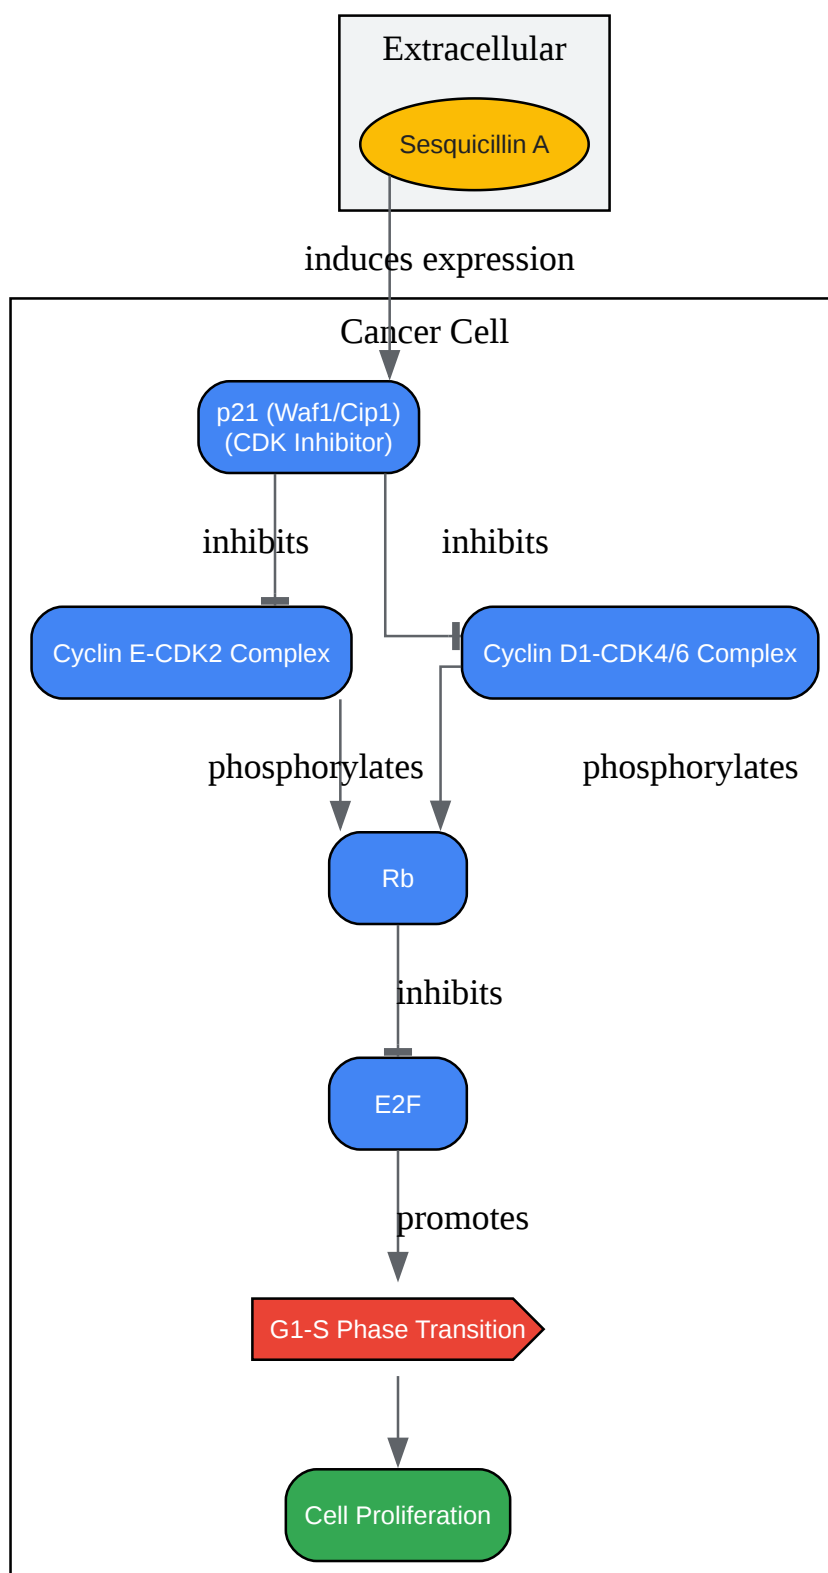 Extracellular
Sesquicillin A
induces expression
Cancer Cell
p21 (Waf1/Cip1)
(CDK Inhibitor)
inhibits
inhibits
Cyclin E-CDK2 Complex
Cyclin D1-CDK4/6 Complex
phosphorylates
phosphorylates
Rb
inhibits
E2F
promotes
G1-S Phase Transition
Cell Proliferation